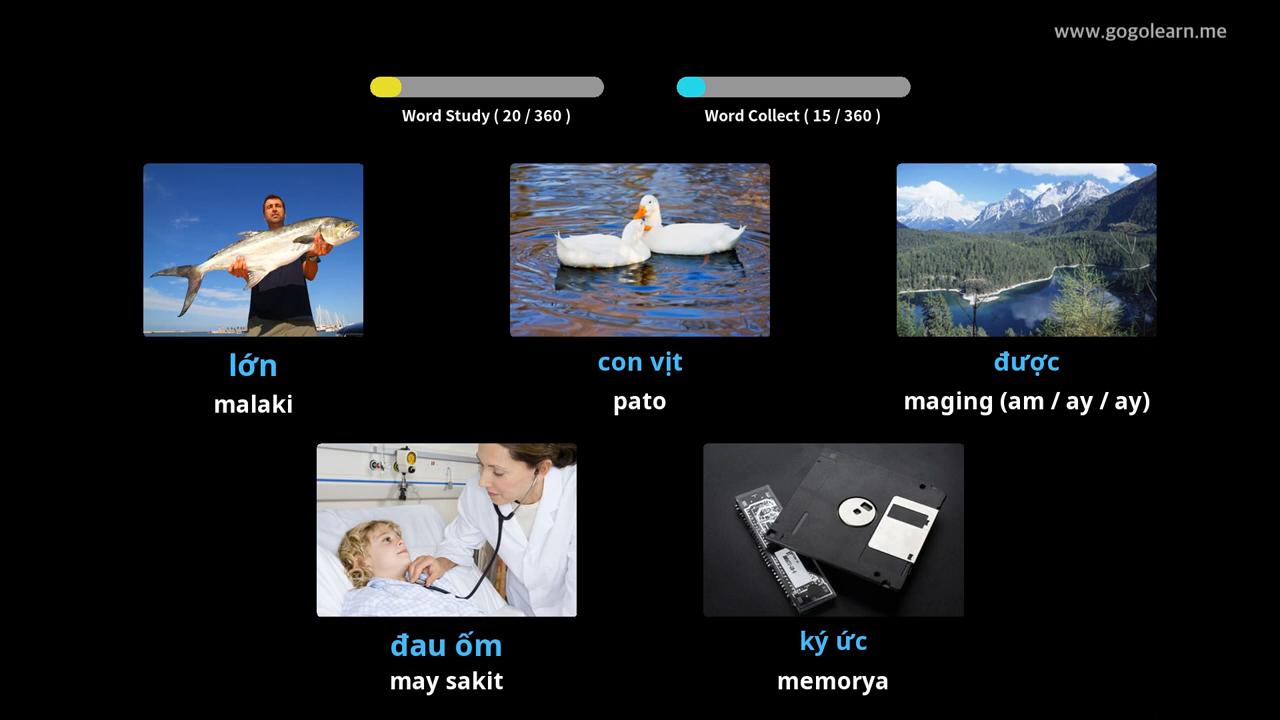 www.gogolearn.me
Word Study ( 20 / 360 )
Word Collect ( 15 / 360 )
lớn
malaki
con vịt
pato
được
maging (am / ay / ay)
đau ốm
may sakit
ký ức
memorya